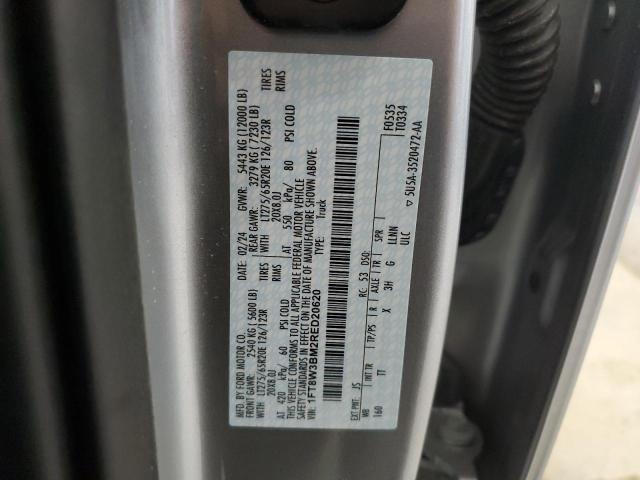 MFD. BY FORD MOTOR CO.
DATE: 02/24 GVWR: 5443 KG (12000 LB)
FRONT GAWR: 2540 KG (5600 LB) REAR GAWR: 3279 KG (7230 LB)
WITH LT275/65R20E 126/123R TIRES WITH LT275/65R20E 126/123R TIRES
20X8.0J RIMS 20X8.0J RIMS
AT 420 kPa/ 60 PSI COLD AT 550 kPa/ 80 PSI COLD
THIS VEHICLE CONFORMS TO ALL APPLICABLE FEDERAL MOTOR VEHICLE
SAFETY STANDARDS IN EFFECT ON THE DATE OF MANUFACTURE SHOWN ABOVE.
VIN: 1FT8W3BM2RED20620 TYPE: Truck
F0535
T0334
EXT PNT: JS RC: 53 DSO:
WB INT TR TP/PS R AXLE TR SPR
160 TT X 3H G LLNN
ULC
▽ 5U5A-3520472-AA